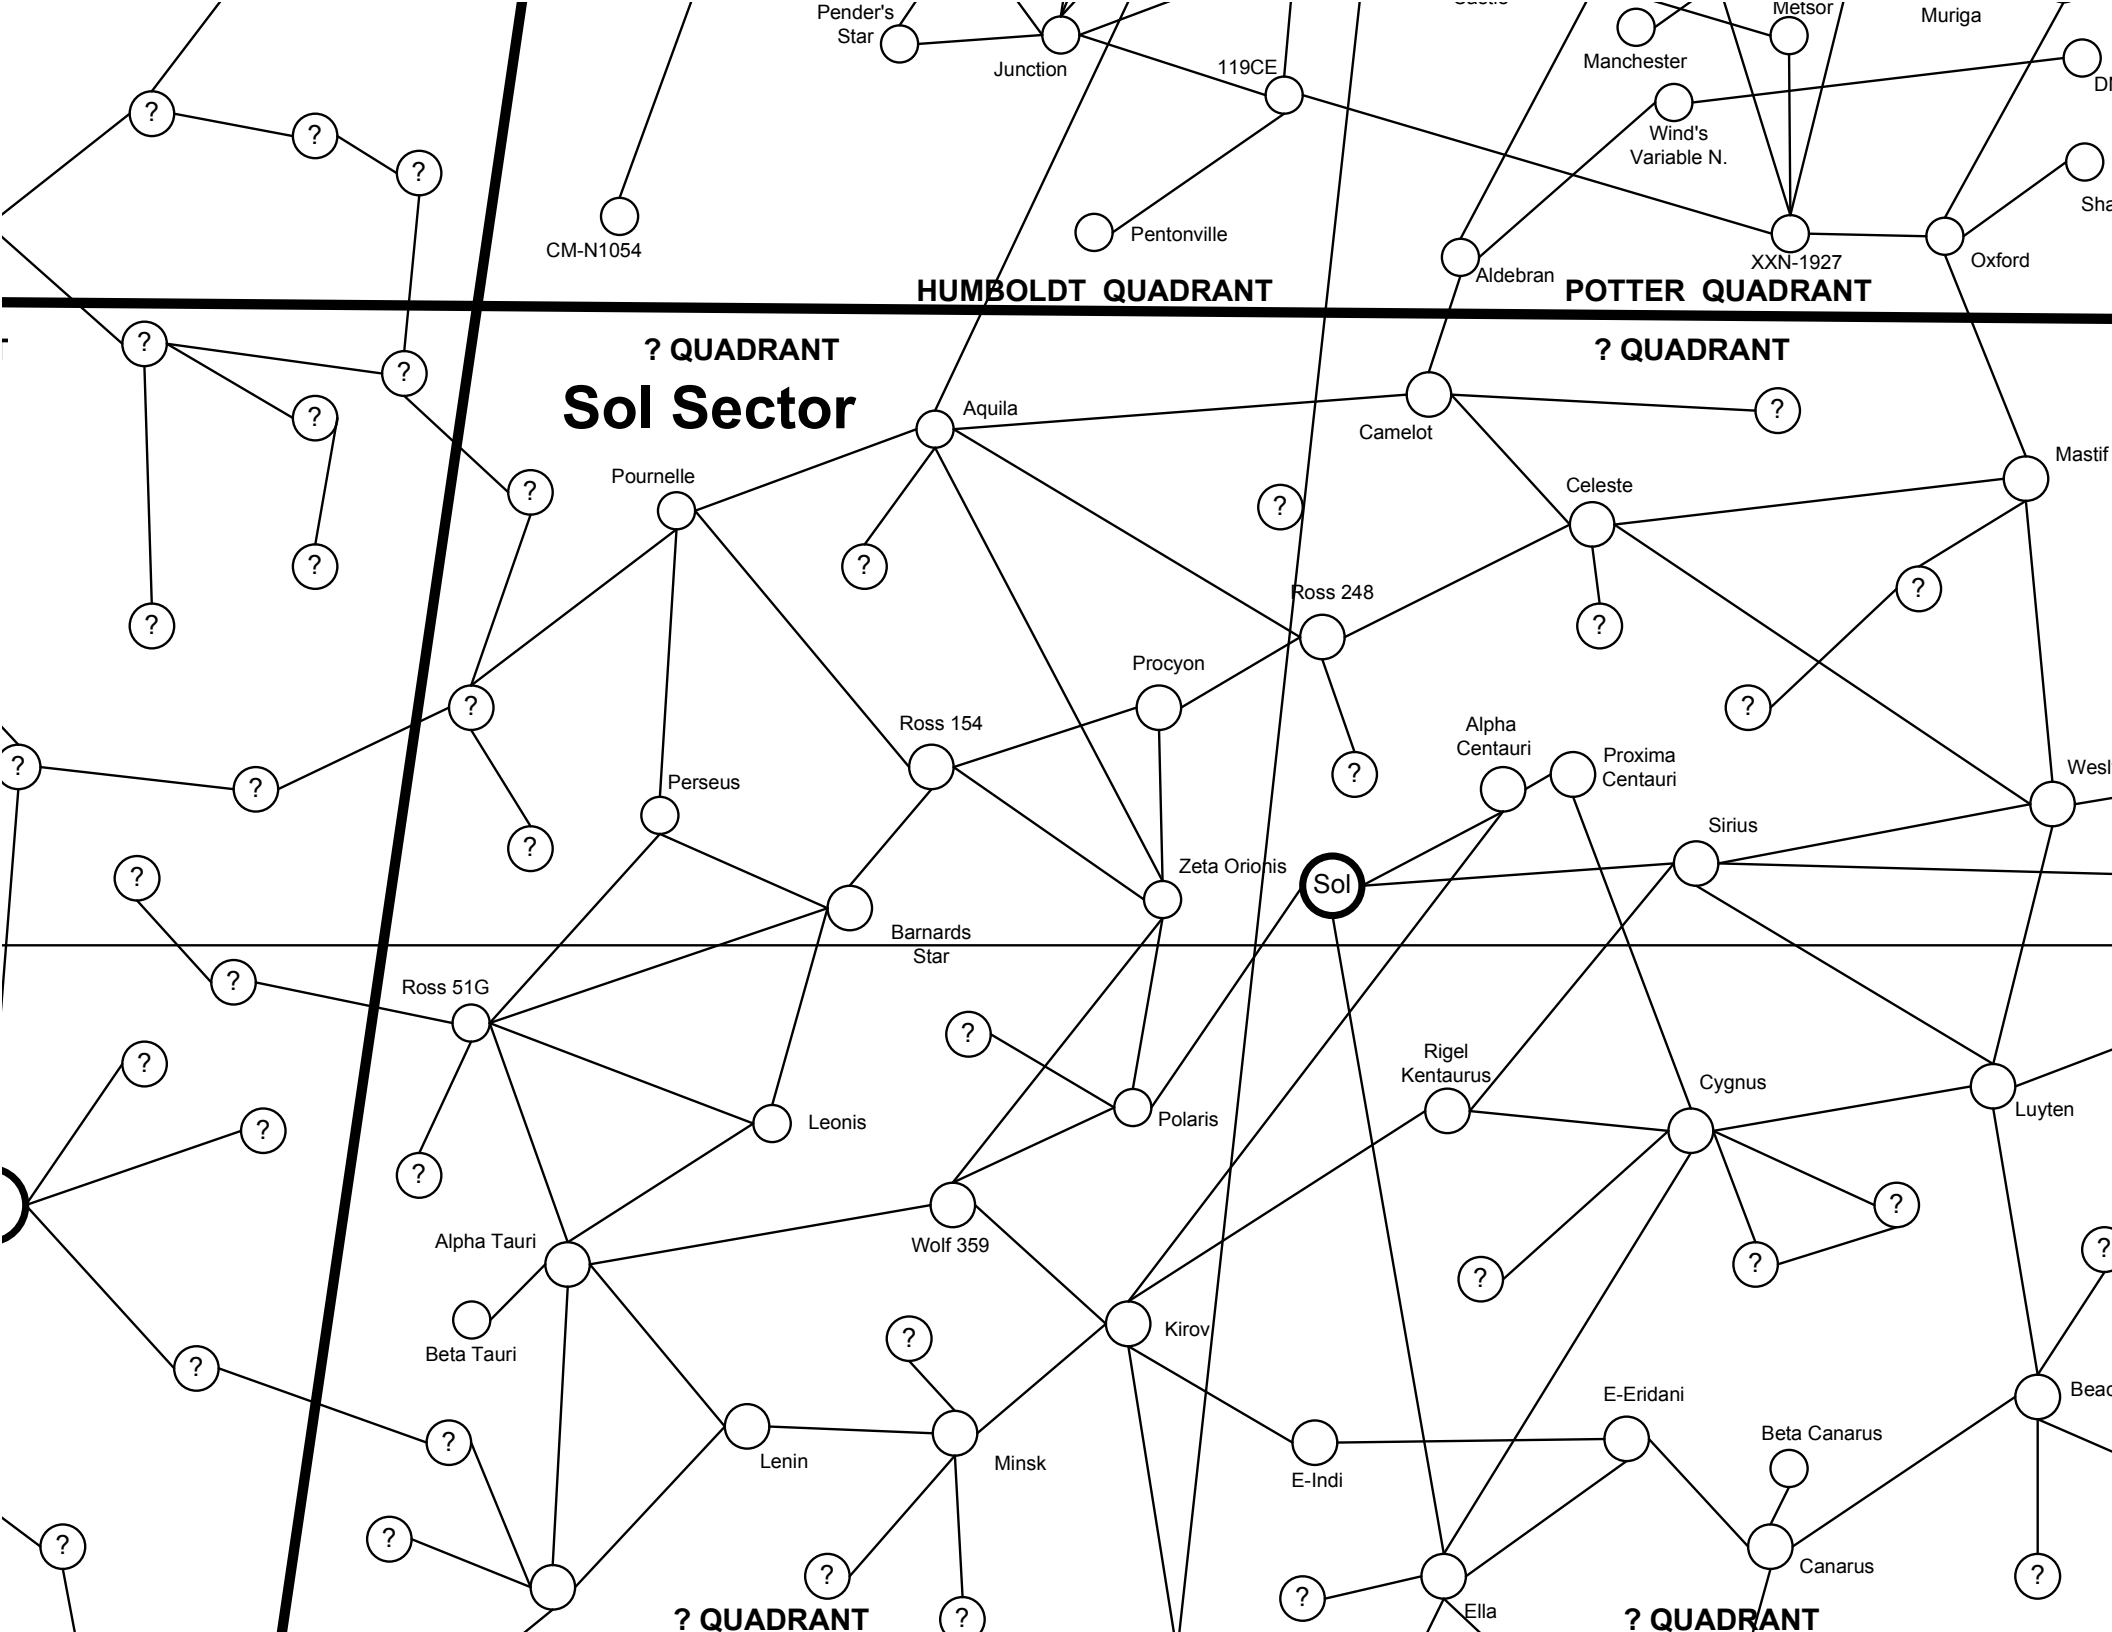 Pender's
Star
Metsor
Muriga
Junction
119CE
Manchester
Wind's
Variable N.
?
?
?
CM-N1054
Pentonville
Aldebran
XXN-1927
Oxford
HUMBOLDT QUADRANT
POTTER QUADRANT
?
? QUADRANT
? QUADRANT
?
Sol Sector
Aquila
Camelot
?
?
Mastif
Pournelle
Celeste
?
?
?
?
?
?
Ross 248
?
?
Procyon
?
?
Ross 154
Alpha
Centauri
Proxima
Centauri
?
?
?
Perseus
Sirius
?
Zeta Orionis
Sol
?
Barnards
Star
?
Ross 51G
?
Rigel
Kentaurus
?
Cygnus
Luyten
?
Leonis
Polaris
?
?
Alpha Tauri
Wolf 359
?
?
?
?
Beta Tauri
?
Kirov
?
E-Eridani
Beta Canarus
?
Lenin
Minsk
E-Indi
?
?
Canarus
?
?
?
?
Ella
? QUADRANT
? QUADRANT